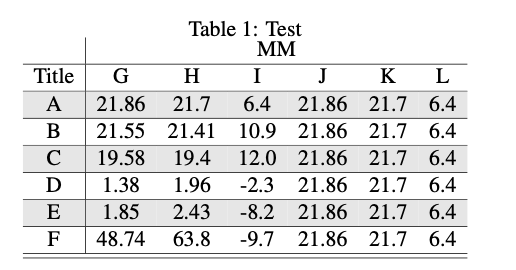 Table 1: Test
MM
Title G H I J K L
A 21.86 21.7 6.4 21.86 21.7 6.4
B 21.55 21.41 10.9 21.86 21.7 6.4
C 19.58 19.4 12.0 21.86 21.7 6.4
D 1.38 1.96 -2.3 21.86 21.7 6.4
E 1.85 2.43 -8.2 21.86 21.7 6.4
F 48.74 63.8 -9.7 21.86 21.7 6.4